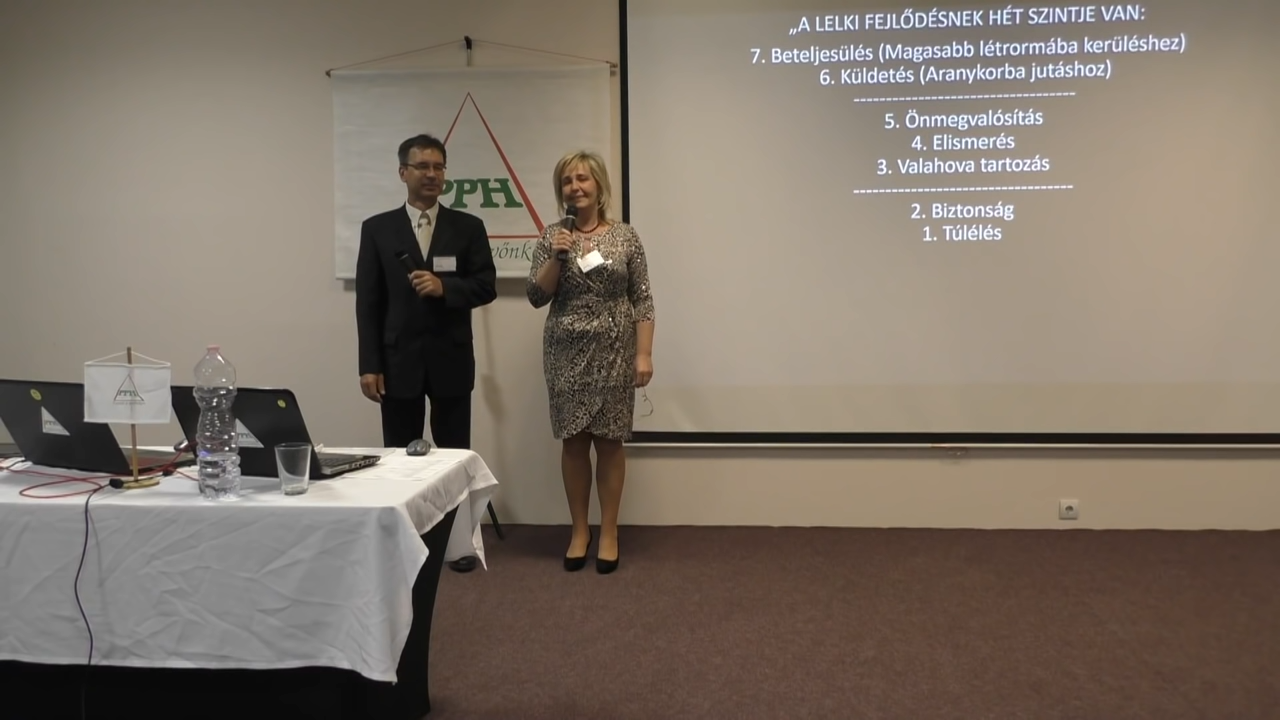 „A LELKI FEJLŐDÉSNEK HÉT SZINTJE VAN:
7. Beteljesülés (Magasabb létrormába kerüléshez)
6. Küldetés (Aranykorba jutáshoz)
--------------------------------
5. Önmegvalósítás
4. Elismerés
3. Valahova tartozás
--------------------------------
2. Biztonság
1. Túlélés
PPH
PPH